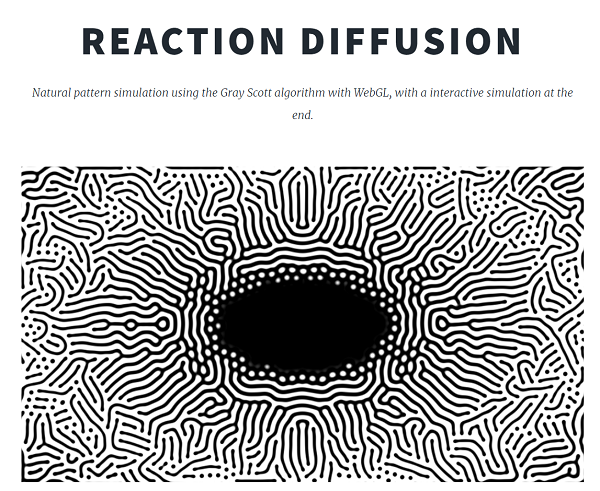 REACTION DIFFUSION
Natural pattern simulation using the Gray Scott algorithm with WebGL, with a interactive simulation at the
end.